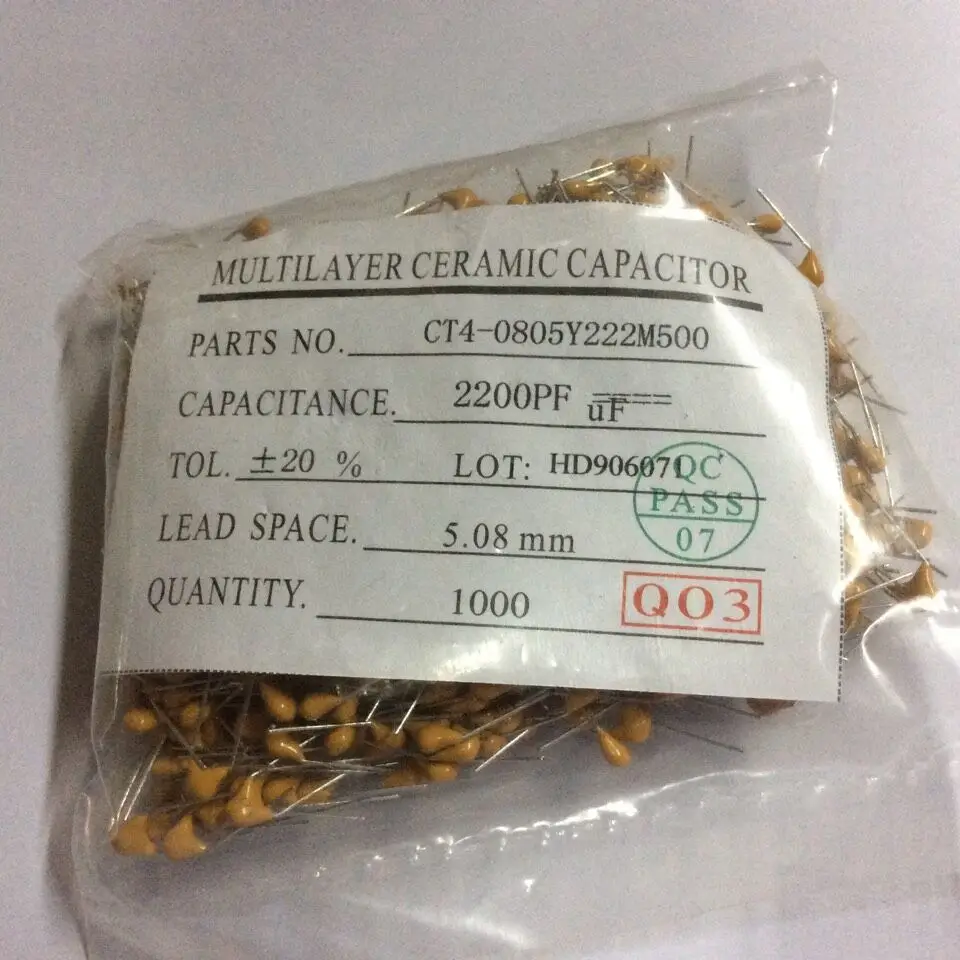 MULTILAYER CERAMIC CAPACITOR
PARTS NO. CT4-0805Y222M500
CAPACITANCE. 2200PF uF
TOL. ±20 % LOT: HD906071
LEAD SPACE. 5.08 mm
QUANTITY. 1000
QC
PASS
07
QO3